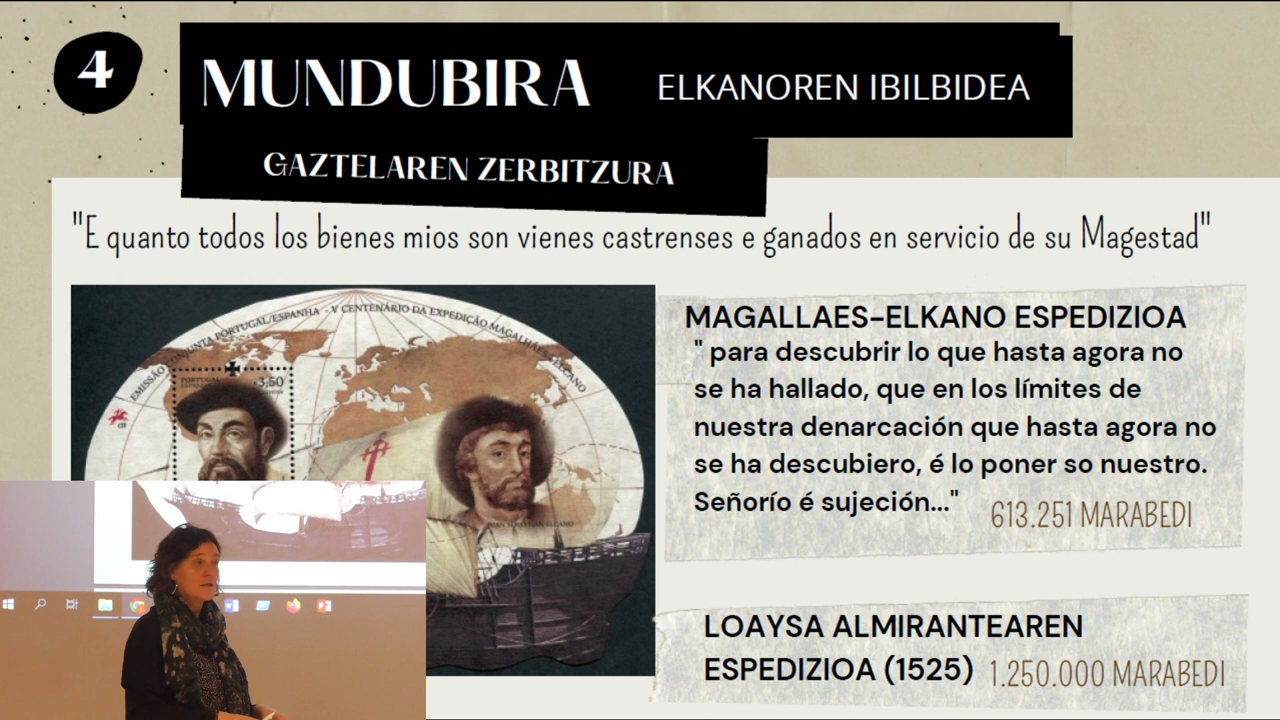 4
MUNDUBIRA ELKANOREN IBILBIDEA
GAZTELAREN ZERBITZURA
"E quanto todos los bienes mios son vienes castrenses e ganados en servicio de su Magestad"
EMISSÃO CONJUNTA PORTUGAL/ESPANHA - V CENTENÁRIO DA EXPEDIÇÃO MAGALHÃES-ELCANO
PORTUGAL 3,50
ctt
JUAN SEBASTIÁN ELCANO
MAGALLAES-ELKANO ESPEDIZIOA
" para descubrir lo que hasta agora no
se ha hallado, que en los límites de
nuestra denarcación que hasta agora no
se ha descubiero, é lo poner so nuestro.
Señorío é sujeción..." 613.251 MARABEDI
LOAYSA ALMIRANTEAREN
ESPEDIZIOA (1525) 1.250.000 MARABEDI